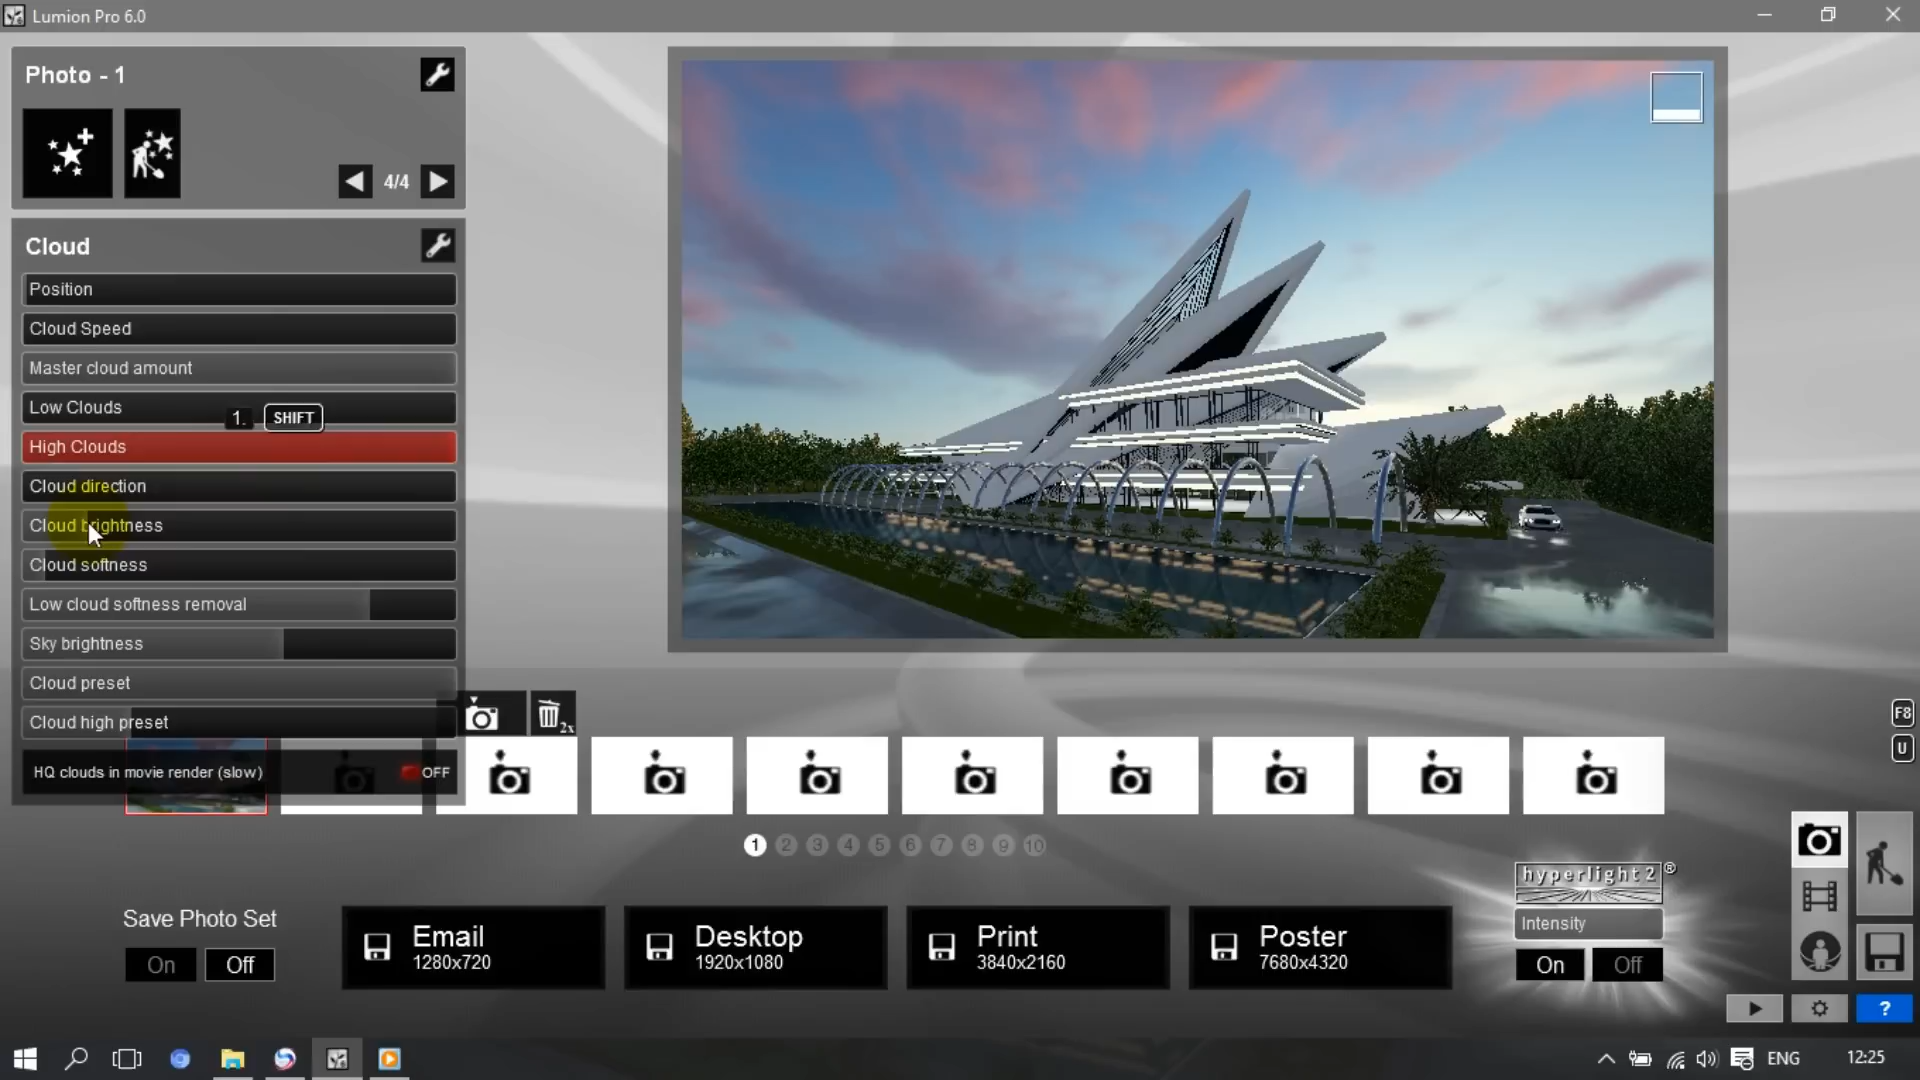 Lumion Pro 6.0
Photo - 1
4/4
Cloud
Position
Cloud Speed
Master cloud amount
Low Clouds
1. SHIFT
High Clouds
Cloud direction
Cloud brightness
Cloud softness
Low cloud softness removal
Sky brightness
Cloud preset
Cloud high preset
HQ clouds in movie render (slow) OFF
2x
F8
U
1 2 3 4 5 6 7 8 9 10
Save Photo Set
On Off
Email
1280x720
Desktop
1920x1080
Print
3840x2160
Poster
7680x4320
hyperlight 2 ®
Intensity
On Off
?
ENG
12:25